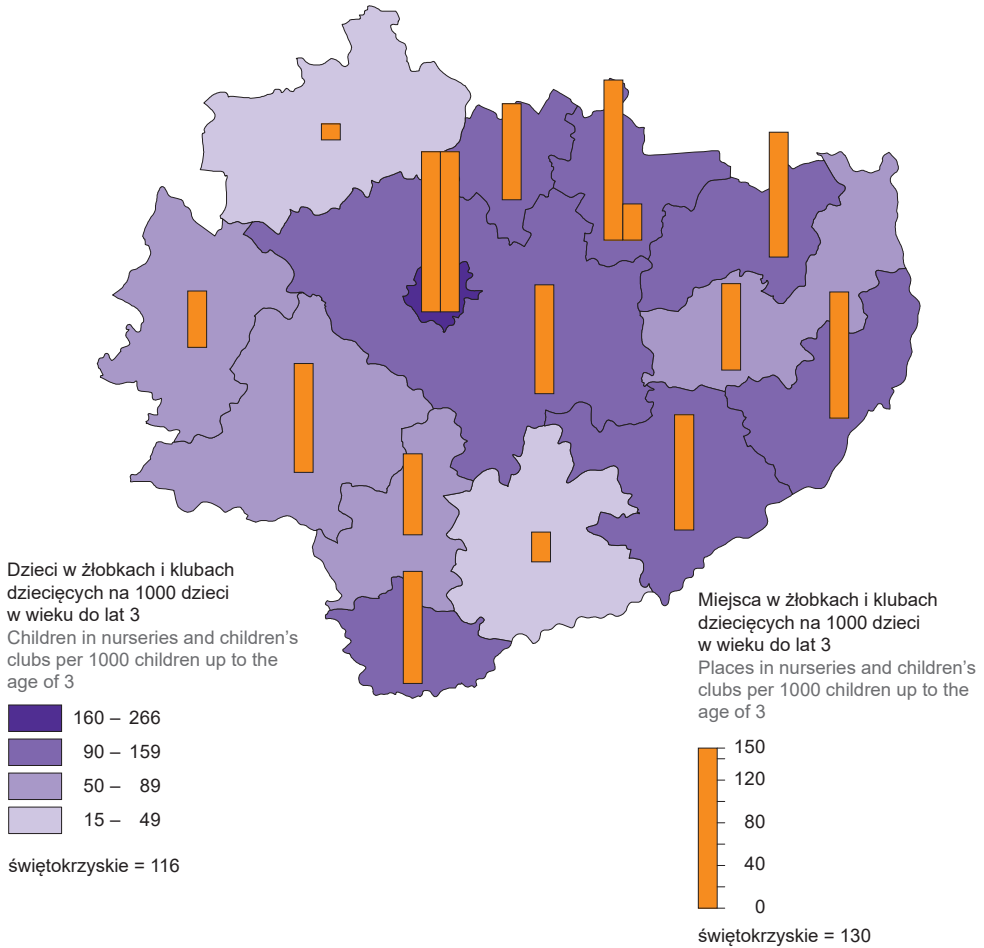 Dzieci w żłobkach i klubach
dziecięcych na 1000 dzieci
w wieku do lat 3
Children in nurseries and children's
clubs per 1000 children up to the
age of 3
160 – 266
90 – 159
50 – 89
15 – 49
świętokrzyskie = 116
Miejsca w żłobkach i klubach
dziecięcych na 1000 dzieci
w wieku do lat 3
Places in nurseries and children's
clubs per 1000 children up to the
age of 3
150
120
80
40
0
świętokrzyskie = 130